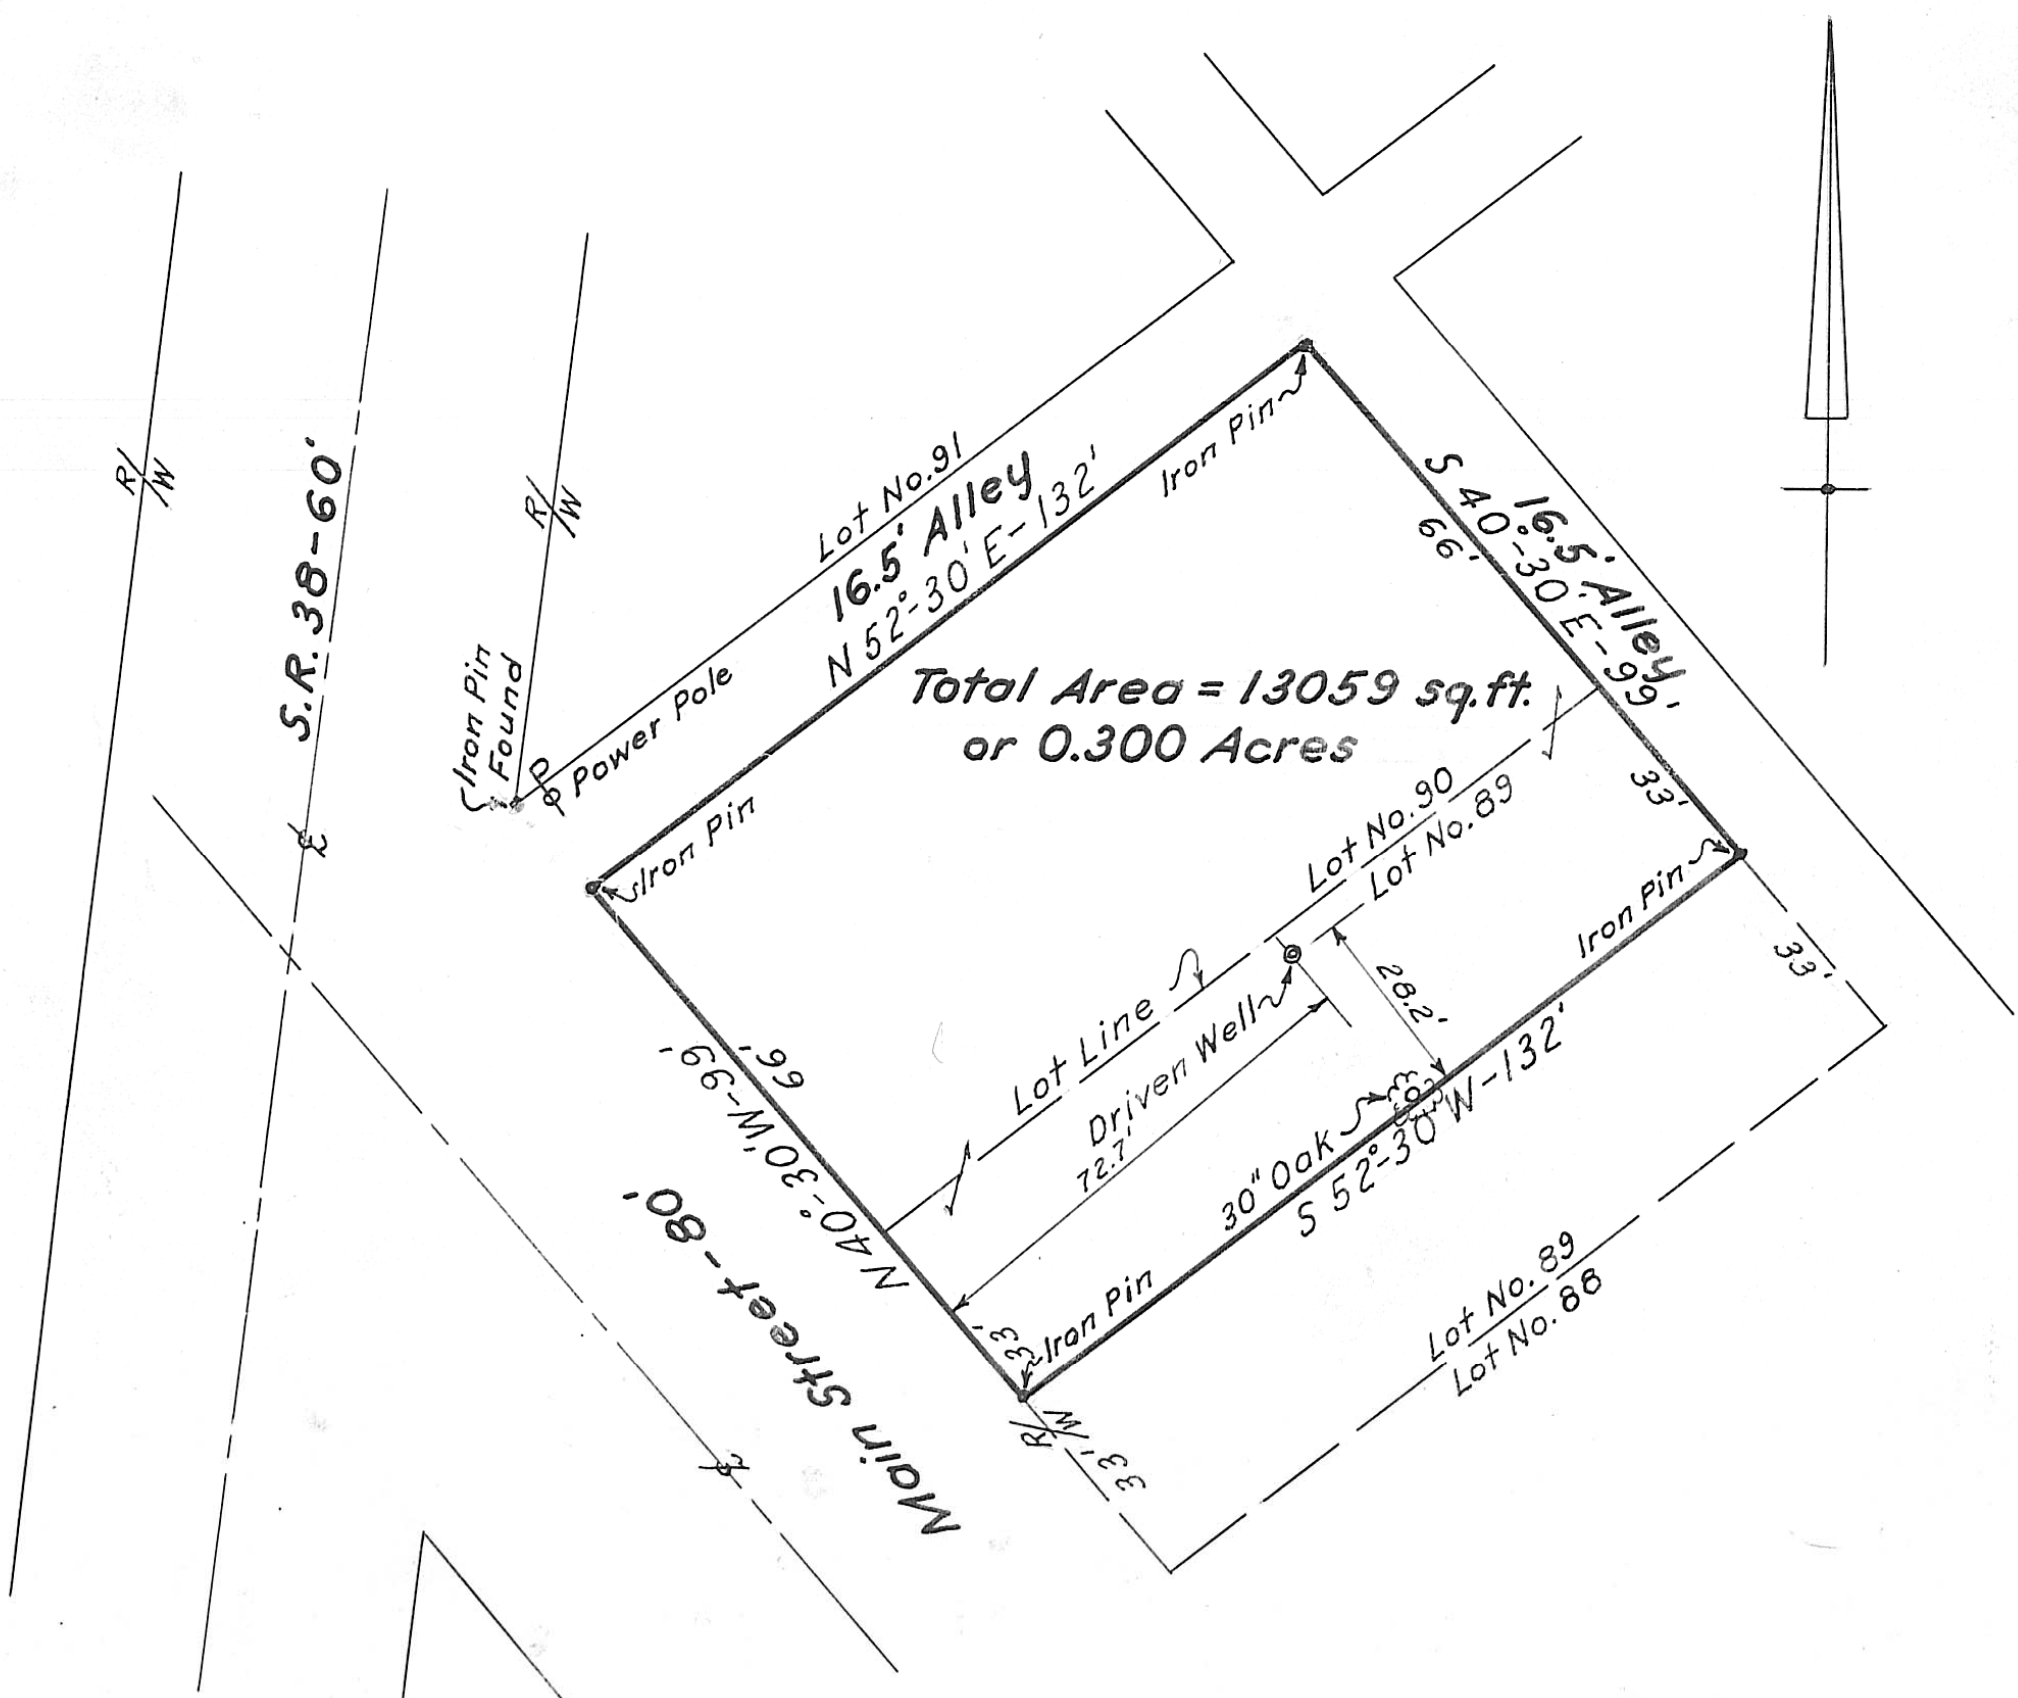 R/W
S.R. 38-60'
R/W
Iron Pin
Found
P
Power Pole
Lot No. 91
16.5' Alley
N 52°-30' E-132'
Iron Pin
S 40°-30' E-99'
66'
16.5' Alley
Total Area = 13059 sq.ft.
or 0.300 Acres
Iron Pin
33'
Lot No. 90
Lot No. 89
Iron Pin
33'
28.2'
Lot Line
Driven Well
72.7'
66'
N 40°-30' W-99'
30" Oak
S 52°-30' W-132'
Main Street-80'
33'
Iron Pin
R/W
33'
Lot No. 89
Lot No. 88